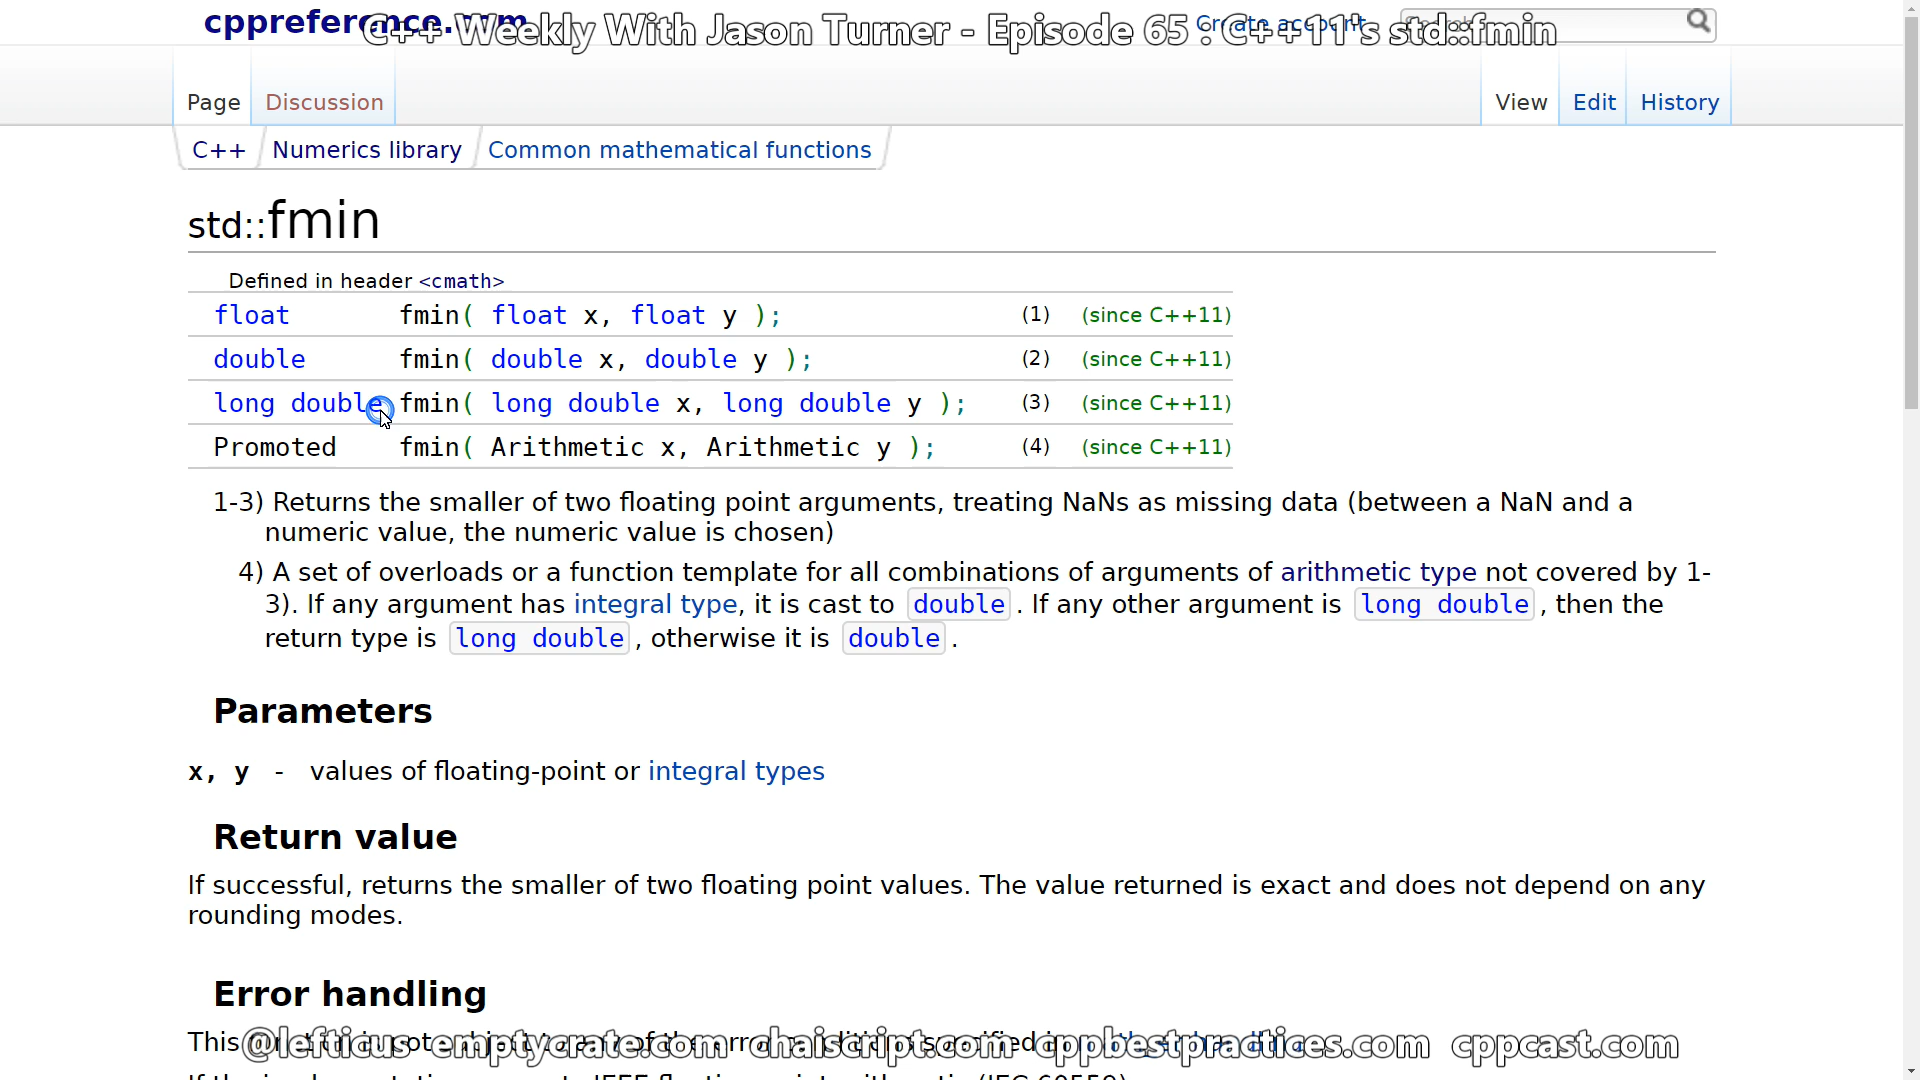 cppreference.com
C++ Weekly With Jason Turner - Episode 65 : C++11's std::fmin
Create account
Search
Page Discussion View Edit History
C++ Numerics library Common mathematical functions
std::fmin
Defined in header <cmath>
float fmin( float x, float y ); (1) (since C++11)
double fmin( double x, double y ); (2) (since C++11)
long double fmin( long double x, long double y ); (3) (since C++11)
Promoted fmin( Arithmetic x, Arithmetic y ); (4) (since C++11)
1-3) Returns the smaller of two floating point arguments, treating NaNs as missing data (between a NaN and a
numeric value, the numeric value is chosen)
4) A set of overloads or a function template for all combinations of arguments of arithmetic type not covered by 1-
3). If any argument has integral type, it is cast to double. If any other argument is long double, then the
return type is long double, otherwise it is double.
Parameters
x, y - values of floating-point or integral types
Return value
If successful, returns the smaller of two floating point values. The value returned is exact and does not depend on any
rounding modes.
Error handling
This
@lefticus emptycrate.com chaiscript.com cppbestpractices.com cppcast.com